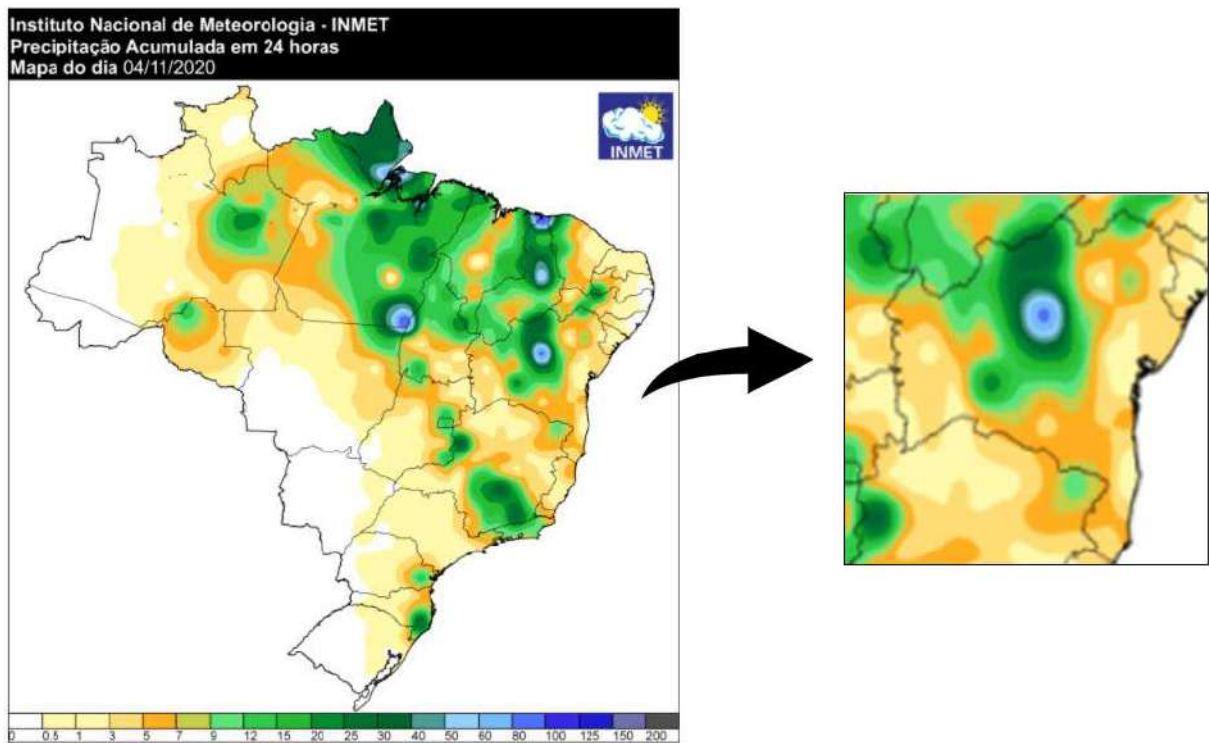 Instituto Nacional de Meteorologia - INMET
Precipitação Acumulada em 24 horas
Mapa do dia 04/11/2020
INMET
0 0.5 1 3 5 7 9 12 15 20 25 30 40 50 60 80 100 125 150 200